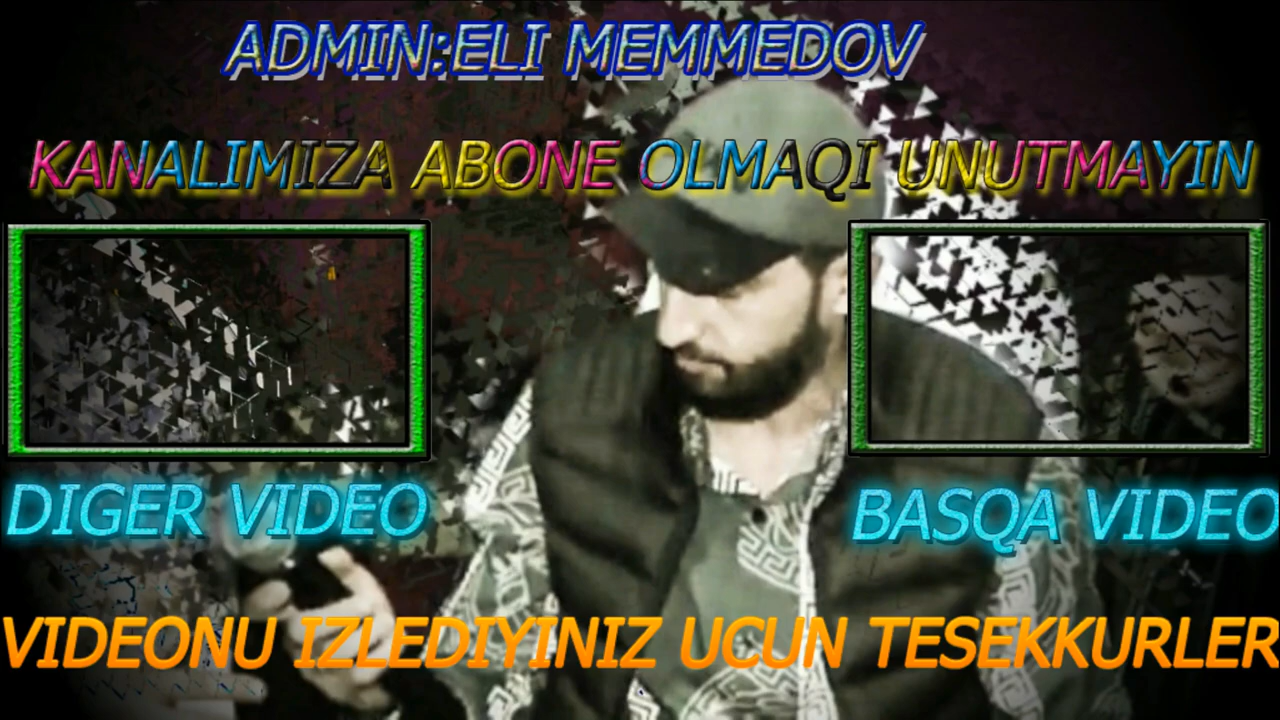 ADMIN:ELI MEMMEDOV
KANALIMIZA ABONE OLMAQI UNUTMAYIN
DIGER VIDEO
BASQA VIDEO
VIDEONU IZLEDIYINIZ UCUN TESEKKURLER